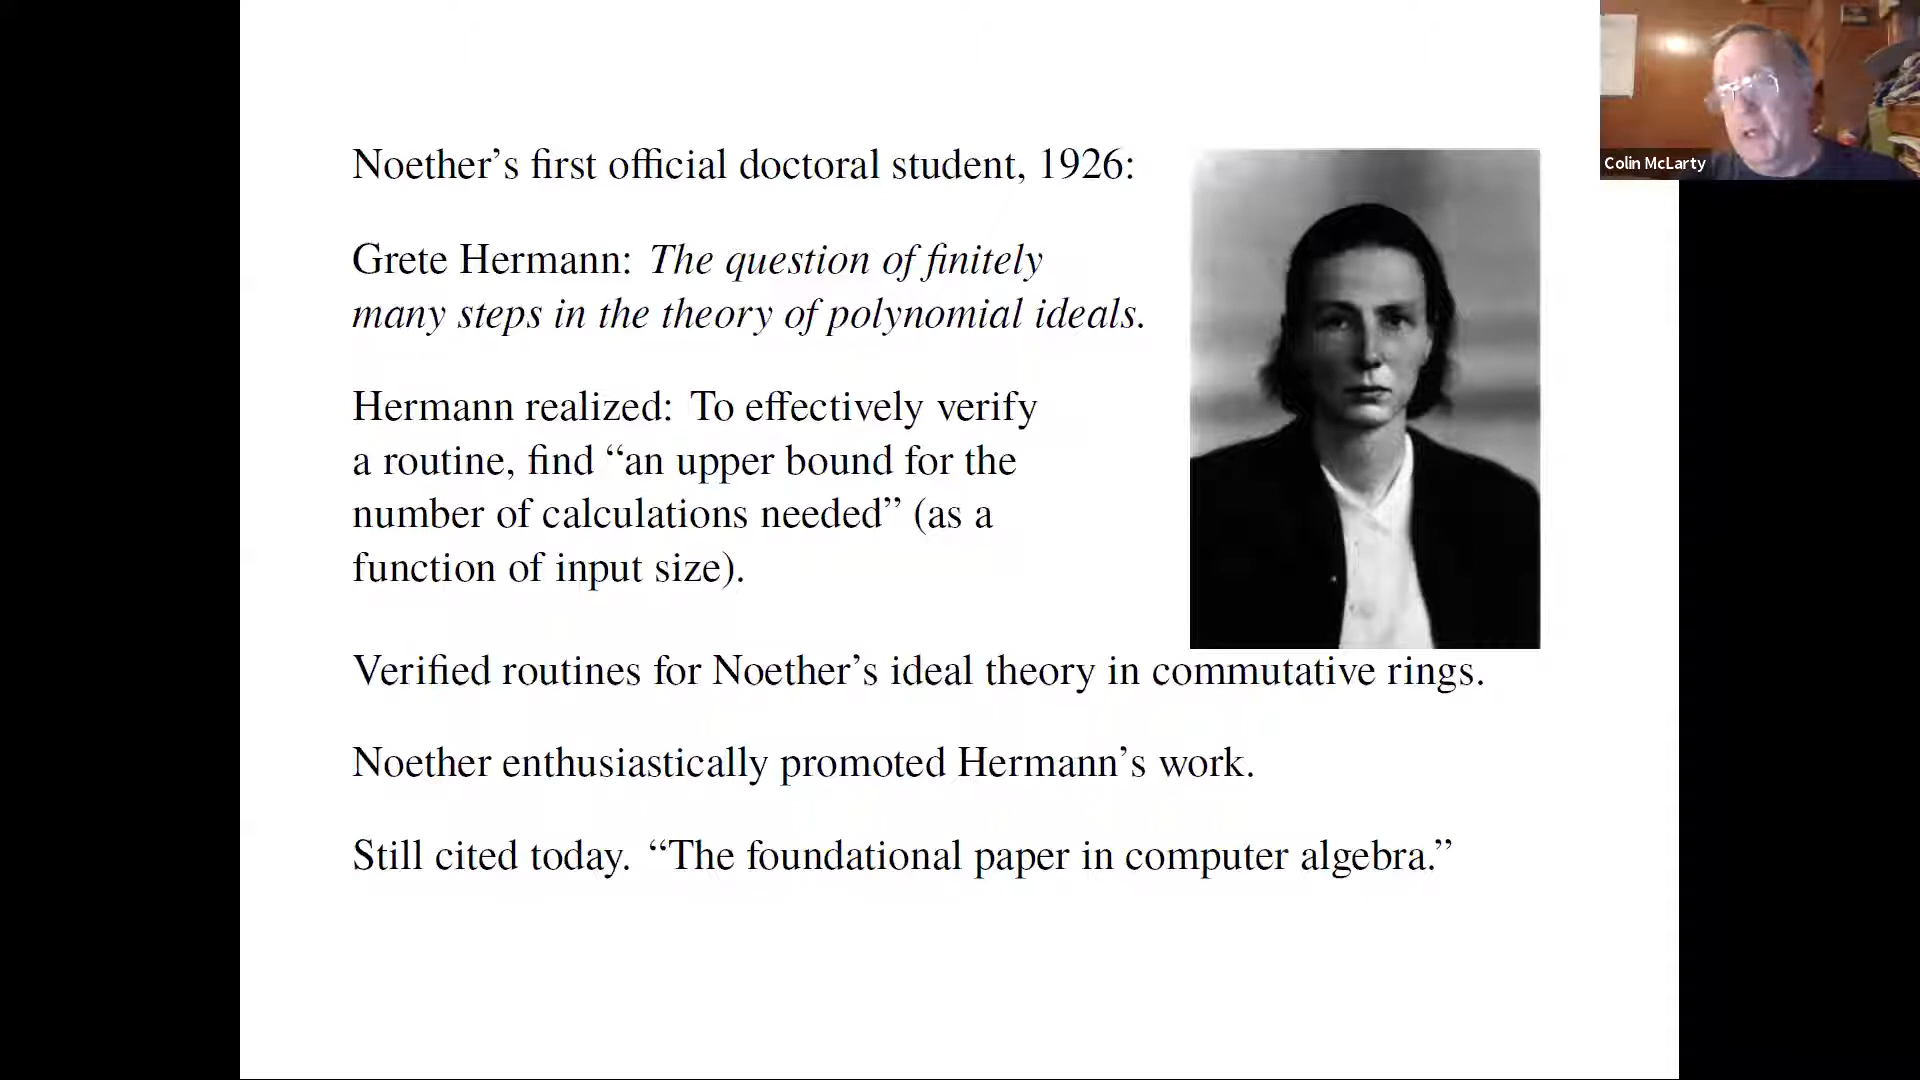 Noether’s first official doctoral student, 1926:
Grete Hermann: The question of finitely
many steps in the theory of polynomial ideals.
Hermann realized: To effectively verify
a routine, find “an upper bound for the
number of calculations needed” (as a
function of input size).
Verified routines for Noether’s ideal theory in commutative rings.
Noether enthusiastically promoted Hermann’s work.
Still cited today. “The foundational paper in computer algebra.”
Colin McLarty